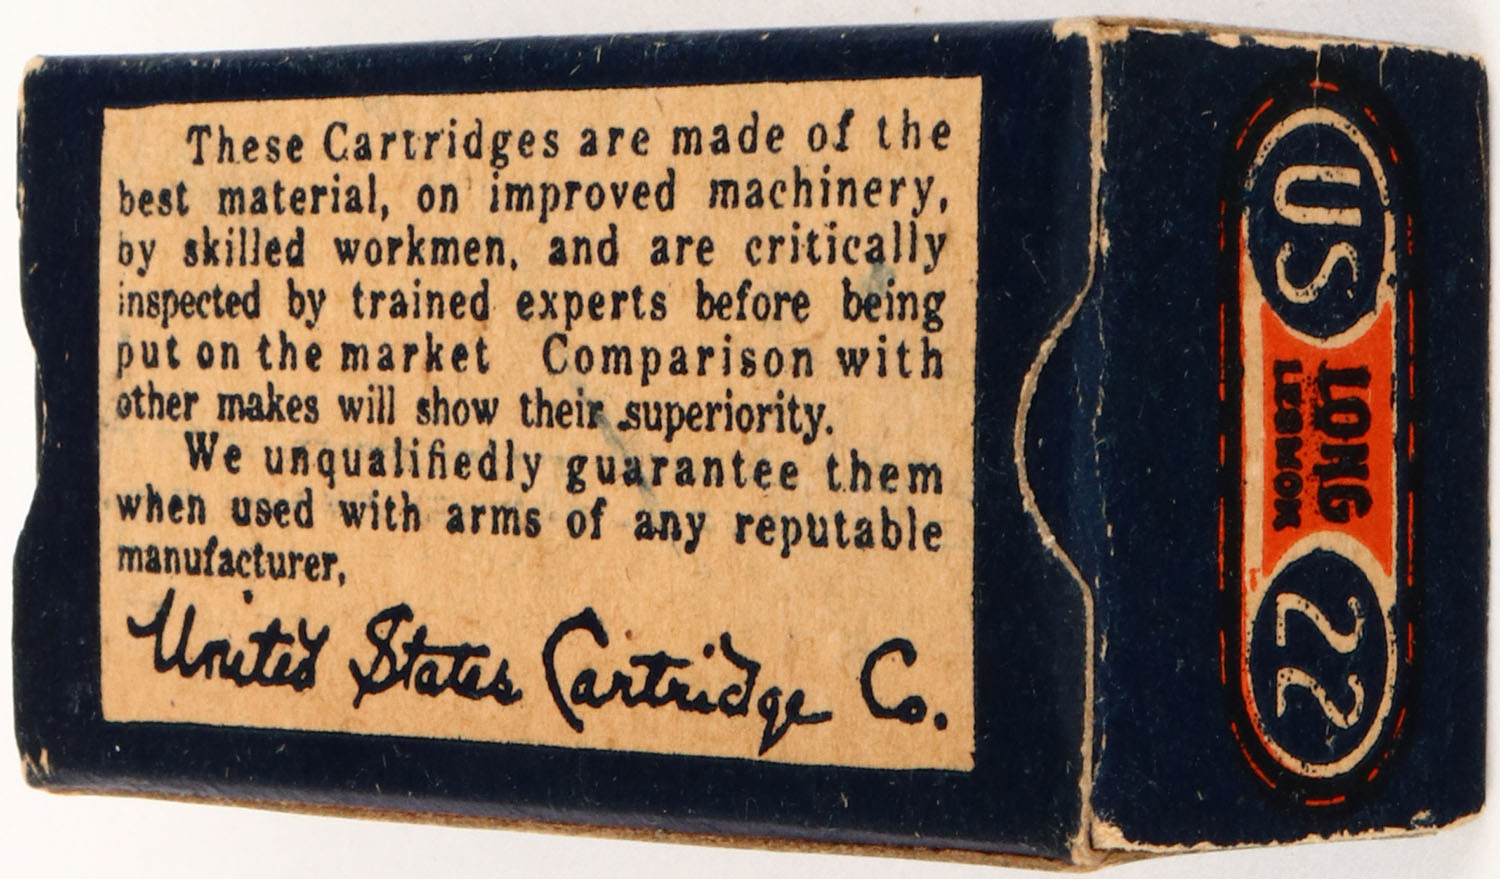 These Cartridges are made of the
best material, on improved machinery,
by skilled workmen, and are critically
inspected by trained experts before being
put on the market Comparison with
other makes will show their superiority.
We unqualifiedly guarantee them
when used with arms of any reputable
manufacturer,
United States Cartridge Co.
US
LONG
LESMOK
22